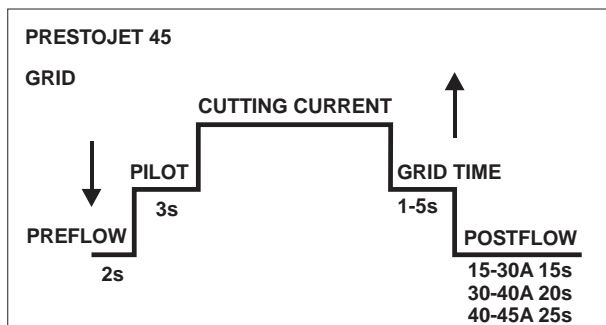 PRESTOJET 45
GRID
CUTTING CURRENT
PILOT
GRID TIME
3s
1-5s
PREFLOW
POSTFLOW
2s
15-30A 15s
30-40A 20s
40-45A 25s